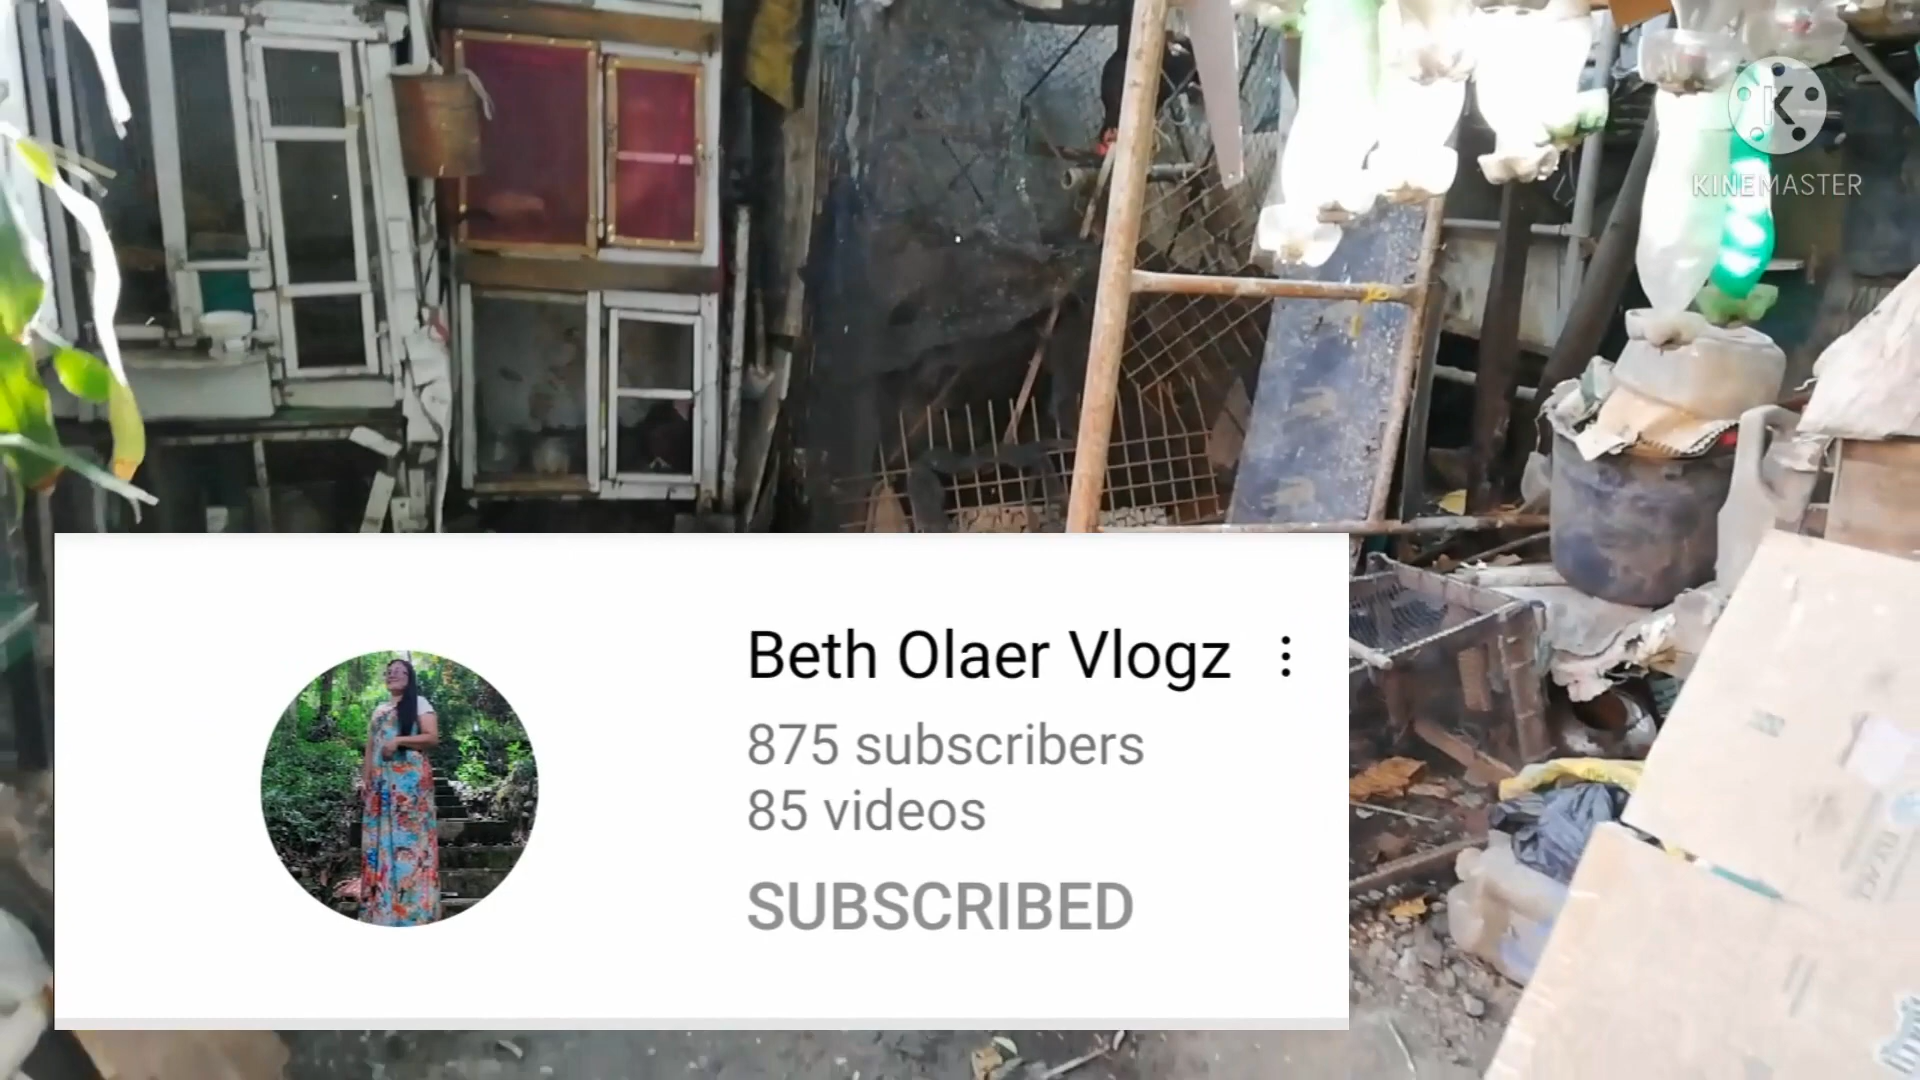 K
KINEMASTER
Beth Olaer Vlogz
875 subscribers
85 videos
SUBSCRIBED